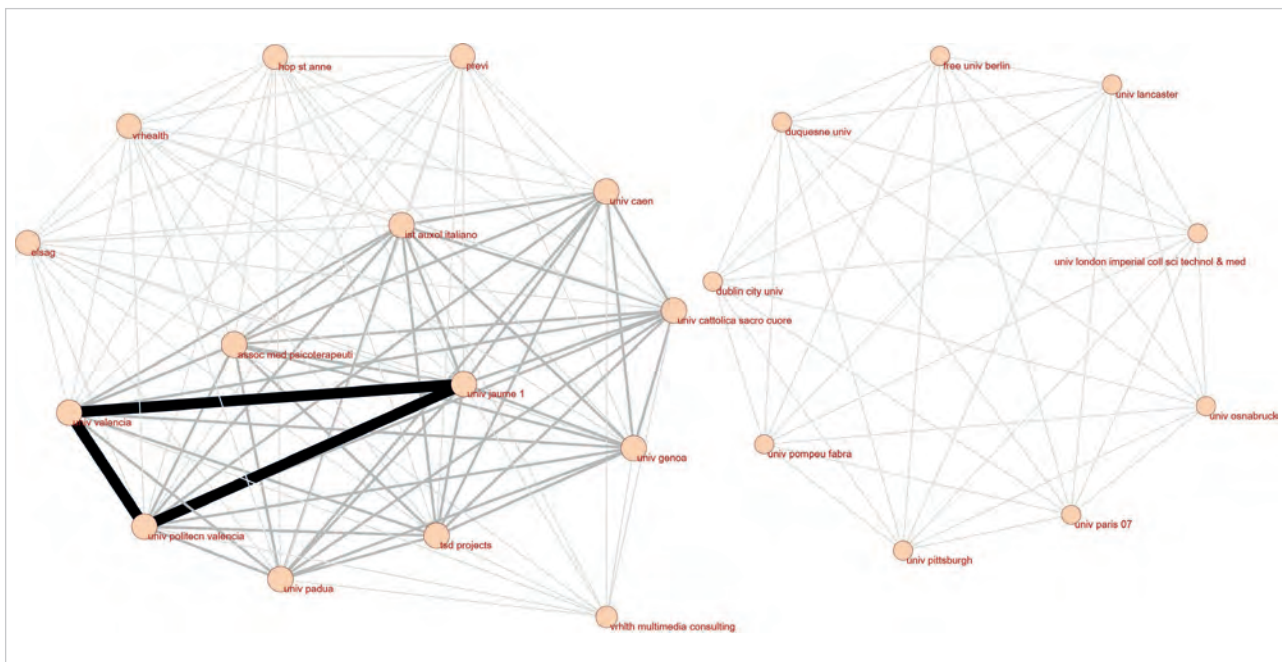 hop st anne
previ
vrhealth
univ caen
ist auxol italiano
elsag
univ cattolica sacro cuore
assoc med psicoterapeuti
univ jaume 1
univ valencia
univ genoa
univ politecn valencia
tsd projects
univ padua
vrhlth multimedia consulting
free univ berlin
univ lancaster
duquesne univ
univ london imperial coll sci technol & med
dublin city univ
univ osnabruck
univ pompeu fabra
univ paris 07
univ pittsburgh